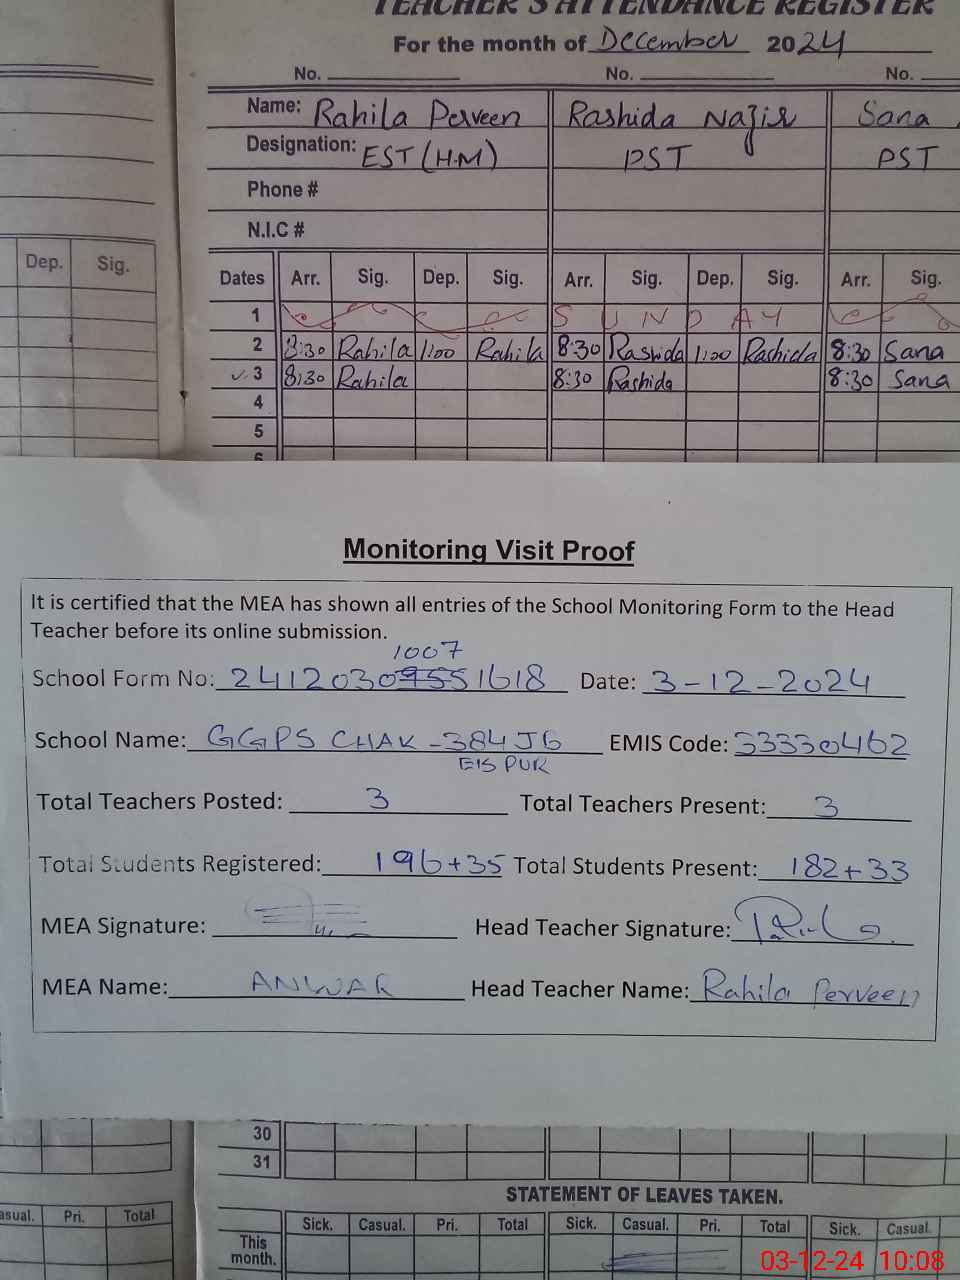 TEACHER'S ATTENDANCE REGISTER
For the month of December 2024
No. No. No.
Name: Rahila Perveen Rashida Nazir Sana
Designation: EST (H.M) PST PST
Phone #
N.I.C #
Dep. Sig. Dates Arr. Sig. Dep. Sig. Arr. Sig. Dep. Sig. Arr. Sig.
1 SUNDAY
2 8:30 Rahila 1:00 Rahila 8:30 Rashida 1:00 Rashida 8:30 Sana
3 8:30 Rahila 8:30 Rashida 8:30 Sana
4
5
6
Monitoring Visit Proof
It is certified that the MEA has shown all entries of the School Monitoring Form to the Head
Teacher before its online submission.
1007
School Form No: 2412030 1618 Date: 3-12-2024
School Name: GGPS CHAK -384JB EMIS Code: 33330462
EIS PUR
Total Teachers Posted: 3 Total Teachers Present: 3
Total Students Registered: 196+35 Total Students Present: 182+33
MEA Signature: Head Teacher Signature:
MEA Name: ANWAR Head Teacher Name: Rahila Perveen
30
31
STATEMENT OF LEAVES TAKEN.
asual. Pri. Total Sick. Casual. Pri. Total Sick. Casual. Pri. Total Sick. Casual.
This
month.
03-12-24 10:08